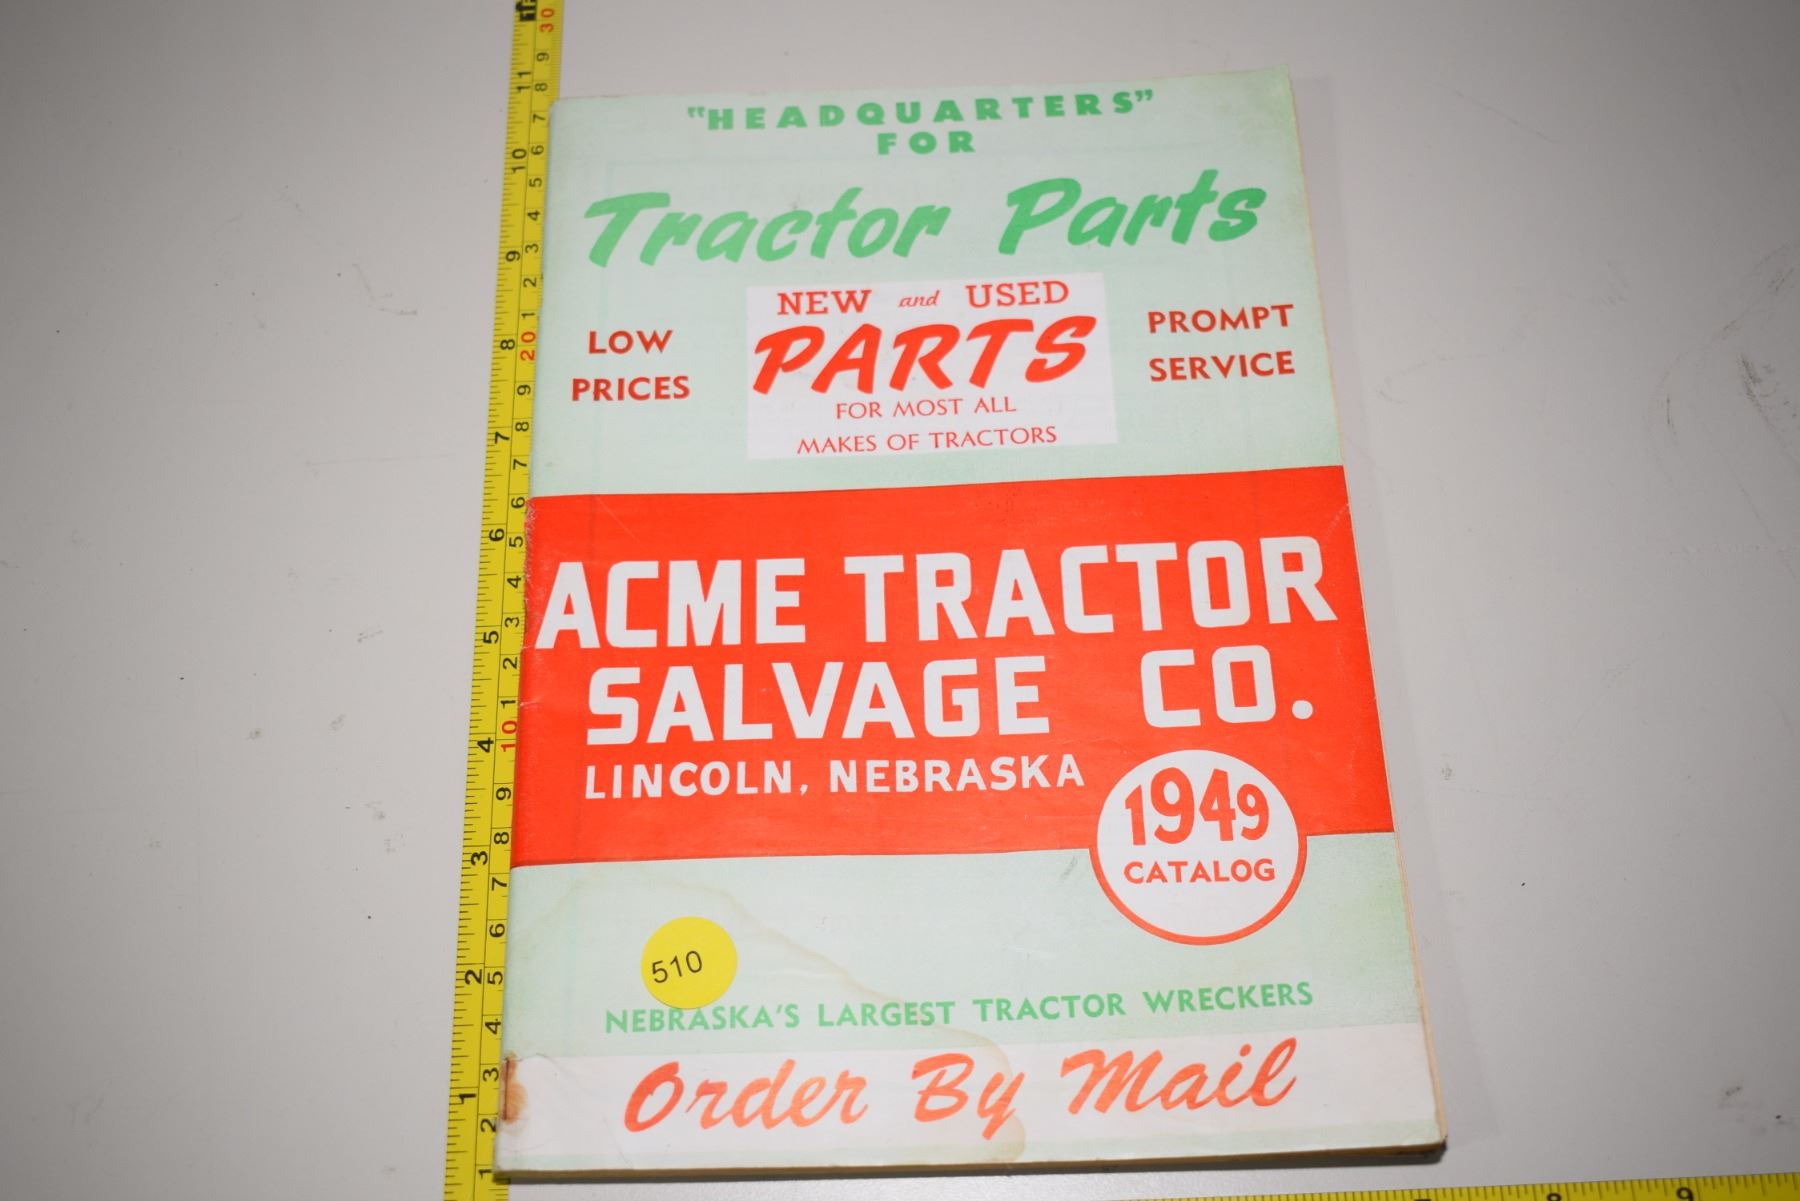 "HEADQUARTERS"
FOR
Tractor Parts
LOW
PRICES
NEW and USED
PARTS
FOR MOST ALL
MAKES OF TRACTORS
PROMPT
SERVICE
ACME TRACTOR
SALVAGE CO.
LINCOLN, NEBRASKA
1949
CATALOG
510
NEBRASKA'S LARGEST TRACTOR WRECKERS
Order By Mail